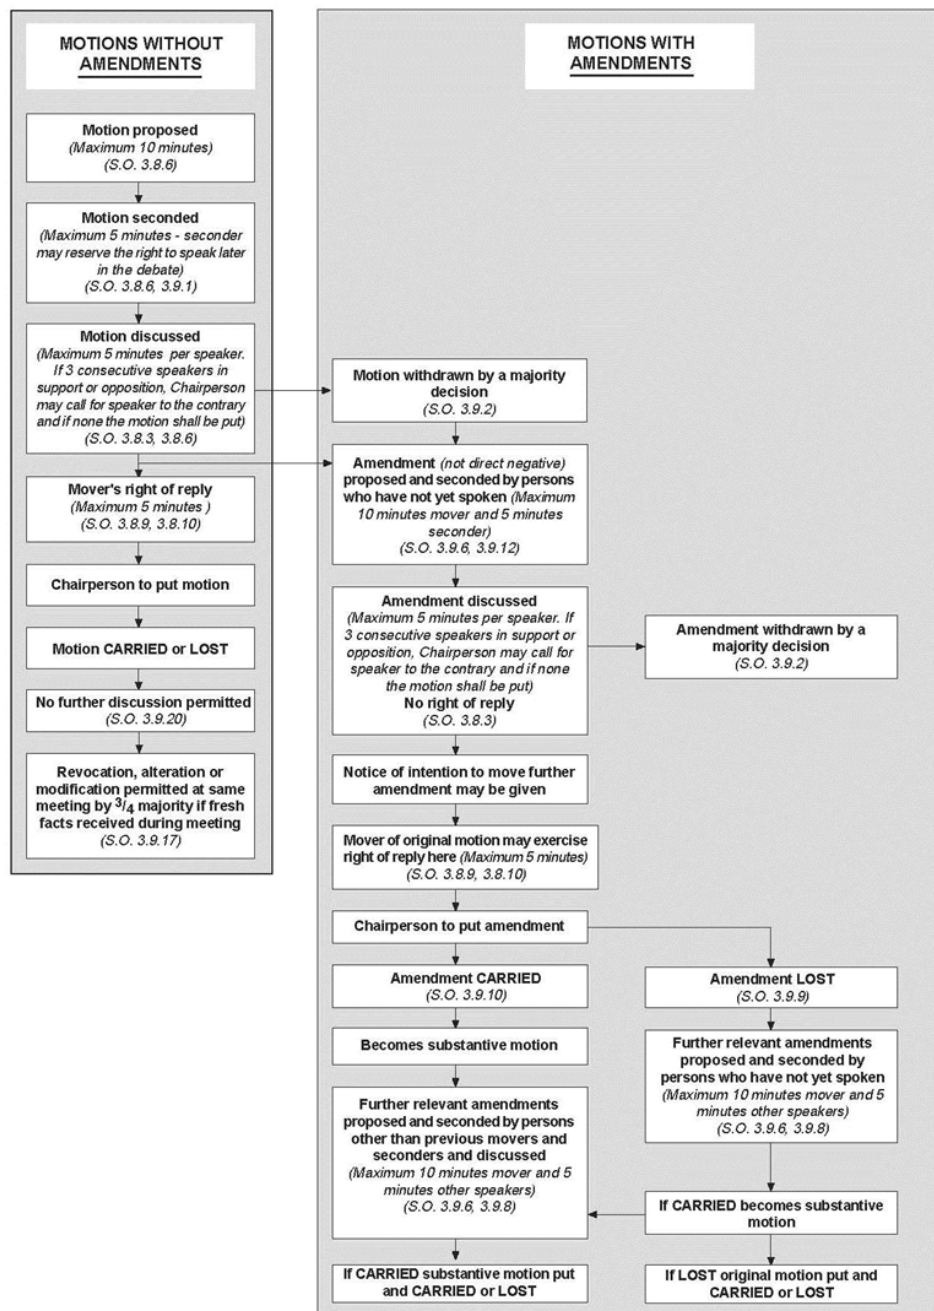 MOTIONS WITHOUT
AMENDMENTS
Motion proposed
(Maximum 10 minutes)
(S.O. 3.8.6)
Motion seconded
(Maximum 5 minutes - seconder
may reserve the right to speak later
in the debate)
(S.O. 3.8.6, 3.9.1)
Motion discussed
(Maximum 5 minutes per speaker.
If 3 consecutive speakers in
support or opposition, Chairperson
may call for speaker to the contrary
and if none the motion shall be put)
(S.O. 3.8.3, 3.8.6)
Mover's right of reply
(Maximum 5 minutes )
(S.O. 3.8.9, 3.8.10)
Chairperson to put motion
Motion CARRIED or LOST
No further discussion permitted
(S.O. 3.9.20)
Revocation, alteration or
modification permitted at same
meeting by 3/4 majority if fresh
facts received during meeting
(S.O. 3.9.17)
MOTIONS WITH
AMENDMENTS
Motion withdrawn by a majority
decision
(S.O. 3.9.2)
Amendment (not direct negative)
proposed and seconded by persons
who have not yet spoken (Maximum
10 minutes mover and 5 minutes
seconder)
(S.O. 3.9.6, 3.9.12)
Amendment discussed
(Maximum 5 minutes per speaker. If
3 consecutive speakers in support or
opposition, Chairperson may call for
speaker to the contrary and if none
the motion shall be put)
No right of reply
(S.O. 3.8.3)
Amendment withdrawn by a
majority decision
(S.O. 3.9.2)
Notice of intention to move further
amendment may be given
Mover of original motion may exercise
right of reply here (Maximum 5 minutes)
(S.O. 3.8.9, 3.8.10)
Chairperson to put amendment
Amendment CARRIED
(S.O. 3.9.10)
Becomes substantive motion
Further relevant amendments
proposed and seconded by persons
other than previous movers and
seconders and discussed
(Maximum 10 minutes mover and 5
minutes other speakers)
(S.O. 3.9.6, 3.9.8)
If CARRIED substantive motion put
and CARRIED or LOST
Amendment LOST
(S.O. 3.9.9)
Further relevant amendments
proposed and seconded by
persons who have not yet spoken
(Maximum 10 minutes mover and 5
minutes other speakers)
(S.O. 3.9.6, 3.9.8)
If CARRIED becomes substantive
motion
If LOST original motion put and
CARRIED or LOST